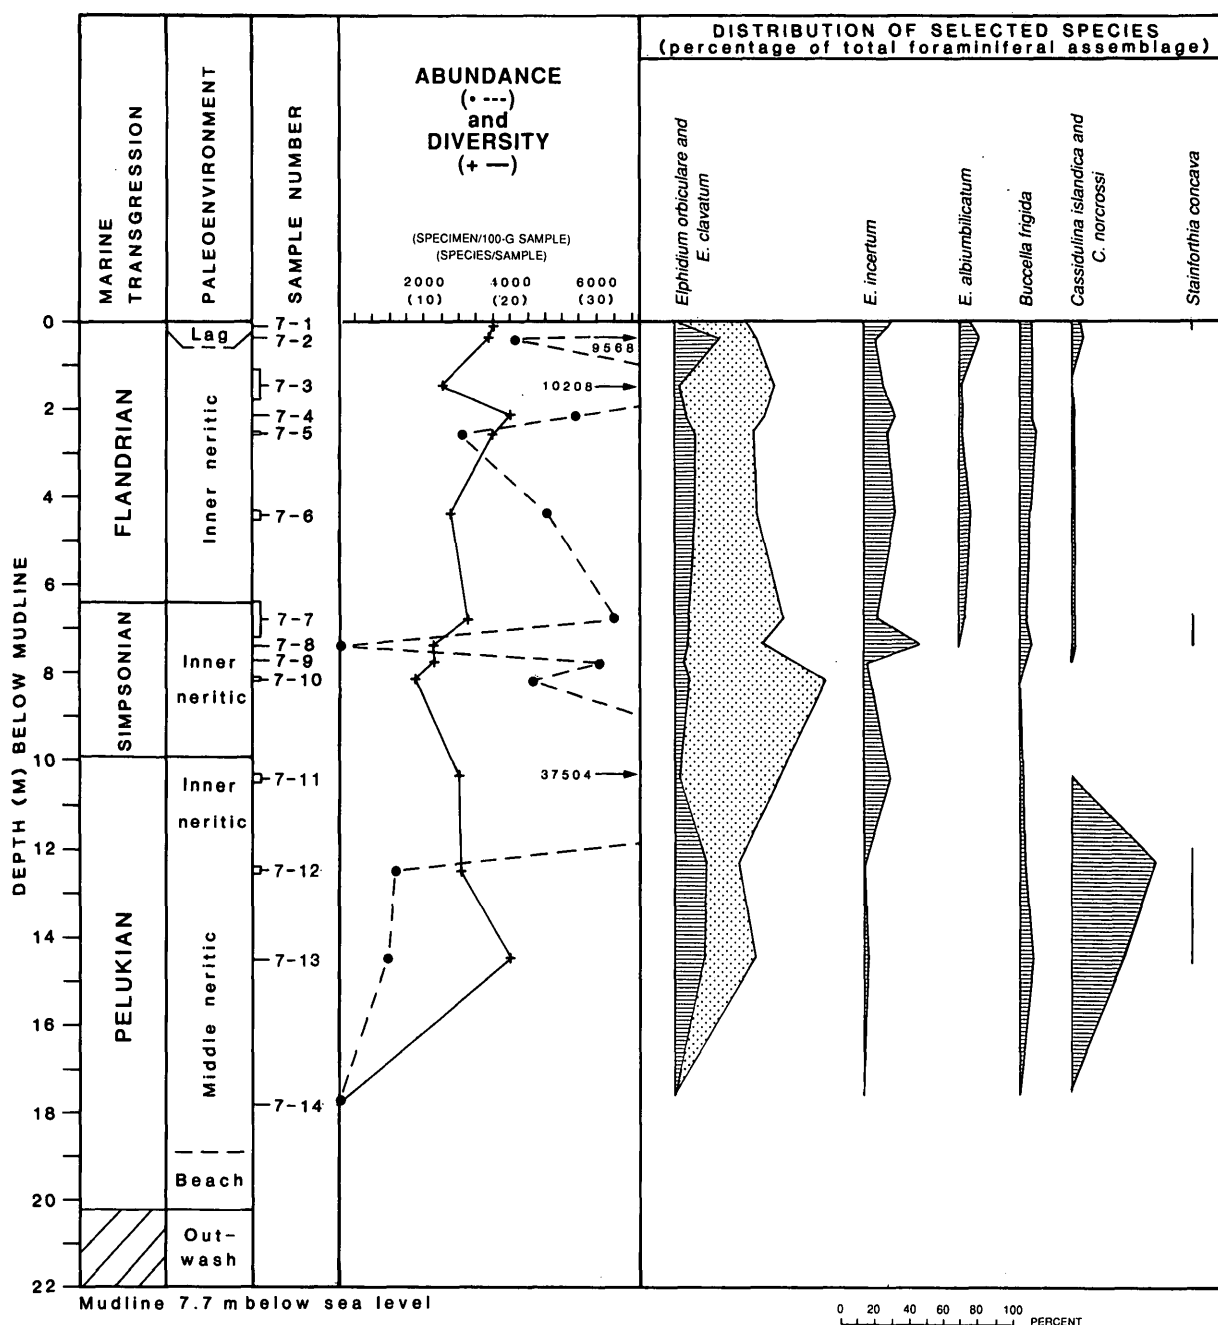 DISTRIBUTION OF SELECTED SPECIES
(percentage of total foraminiferal assemblage)
MARINE
TRANSGRESSION
PALEOENVIRONMENT
SAMPLE NUMBER
ABUNDANCE
(• ---)
and
DIVERSITY
(+ —)
(SPECIMEN/100-G SAMPLE)
(SPECIES/SAMPLE)
2000 4000 6000
(10) (20) (30)
Elphidium orbiculare and
E. clavatum
E. incertum
E. albiumbilicatum
Buccella frigida
Cassidulina islandica and
C. norcrossi
Stainforthia concava
DEPTH (M) BELOW MUDLINE
0
2
4
6
8
10
12
14
16
18
20
22
FLANDRIAN
SIMPSONIAN
PELUKIAN
Lag
Inner neritic
Inner
neritic
Inner
neritic
Middle neritic
Beach
Out-
wash
7-1
7-2
7-3
7-4
7-5
7-6
7-7
7-8
7-9
7-10
7-11
7-12
7-13
7-14
9568
10208
37504
Mudline 7.7 m below sea level
0 20 40 60 80 100 PERCENT